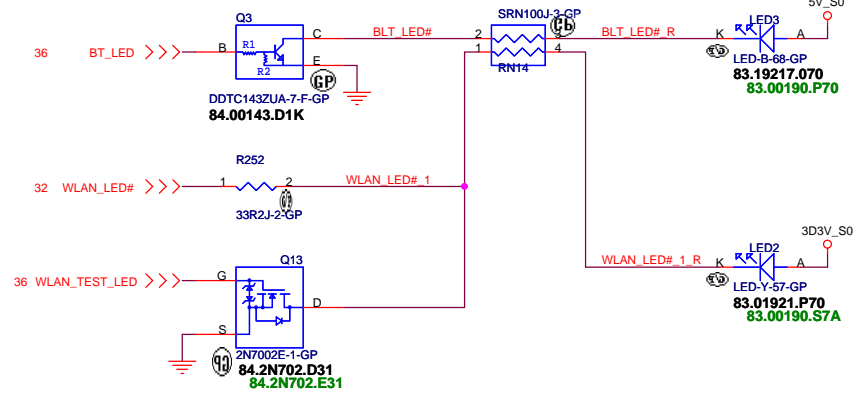 5V_S0
Q3
SRN100J-3-GP
LED3
36 BT_LED
B
R1
R2
C
E
BLT_LED#
2
1
3
4
BLT_LED#_R
K
A
GP
RN14
LED-B-68-GP
83.19217.070
83.00190.P70
DDTC143ZUA-7-F-GP
84.00143.D1K
R252
32 WLAN_LED#
1
2
WLAN_LED#_1
33R2J-2-GP
3D3V_S0
Q13
LED2
36 WLAN_TEST_LED
G
D
S
WLAN_LED#_1_R
K
A
LED-Y-57-GP
83.01921.P70
83.00190.S7A
GP
2N7002E-1-GP
84.2N702.D31
84.2N702.E31